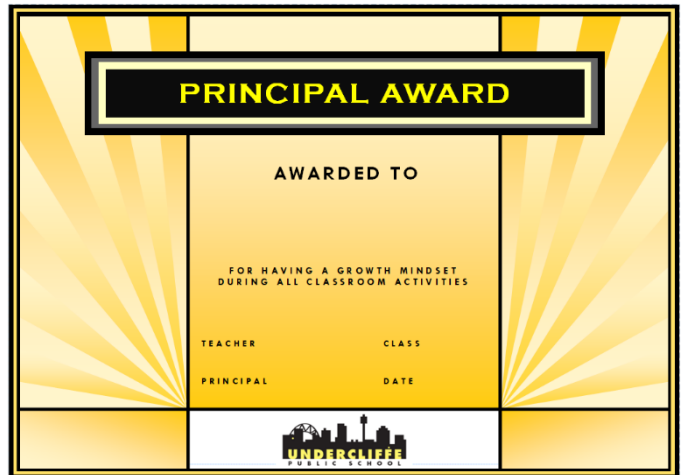 PRINCIPAL AWARD
AWARDED TO
FOR HAVING A GROWTH MINDSET
DURING ALL CLASSROOM ACTIVITIES
TEACHER CLASS
PRINCIPAL DATE
UNDERCLIFFE
PUBLIC SCHOOL